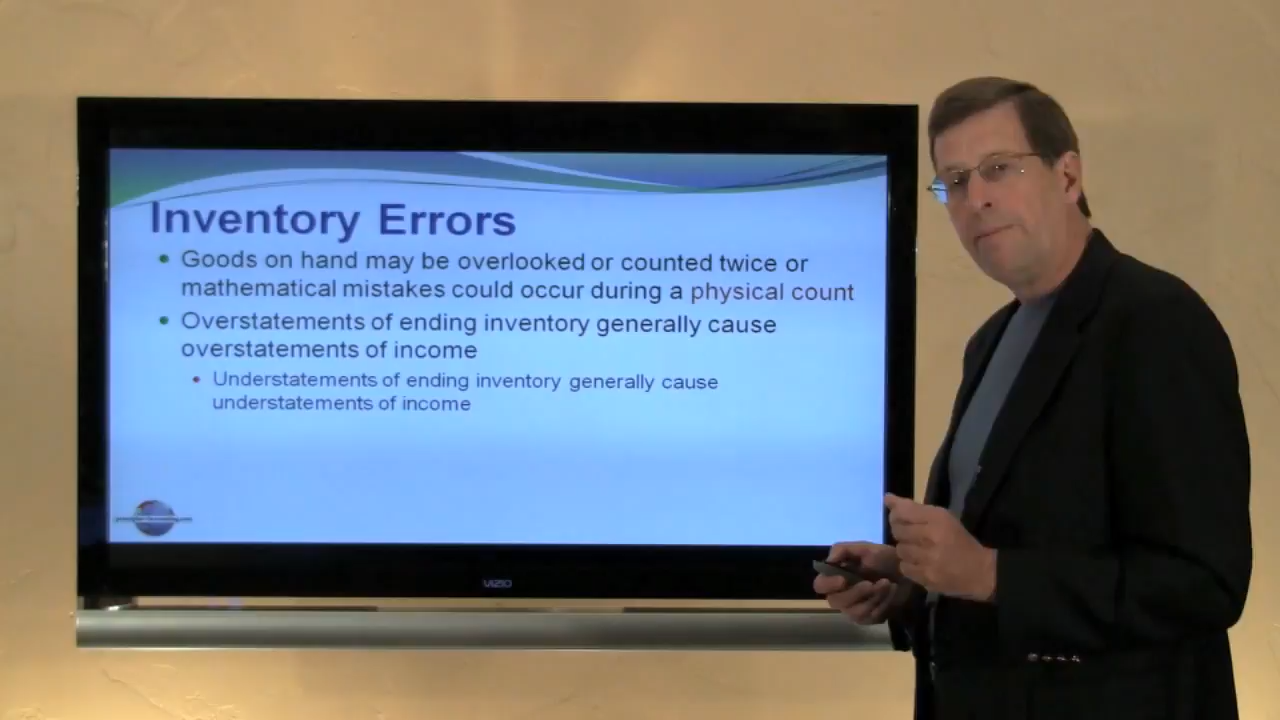 Inventory Errors
• Goods on hand may be overlooked or counted twice or
mathematical mistakes could occur during a physical count
• Overstatements of ending inventory generally cause
overstatements of income
• Understatements of ending inventory generally cause
understatements of income
VIZIO